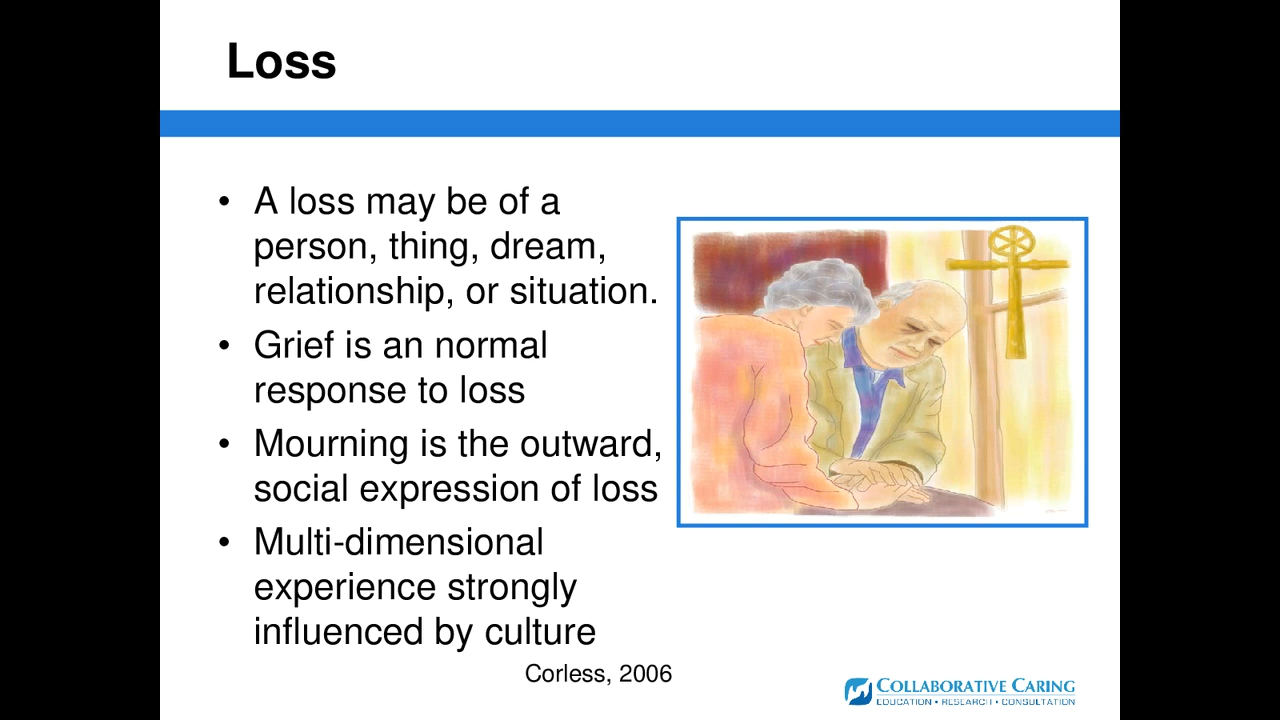 Loss
• A loss may be of a
person, thing, dream,
relationship, or situation.
• Grief is an normal
response to loss
• Mourning is the outward,
social expression of loss
• Multi-dimensional
experience strongly
influenced by culture
Corless, 2006
COLLABORATIVE CARING
EDUCATION • RESEARCH • CONSULTATION